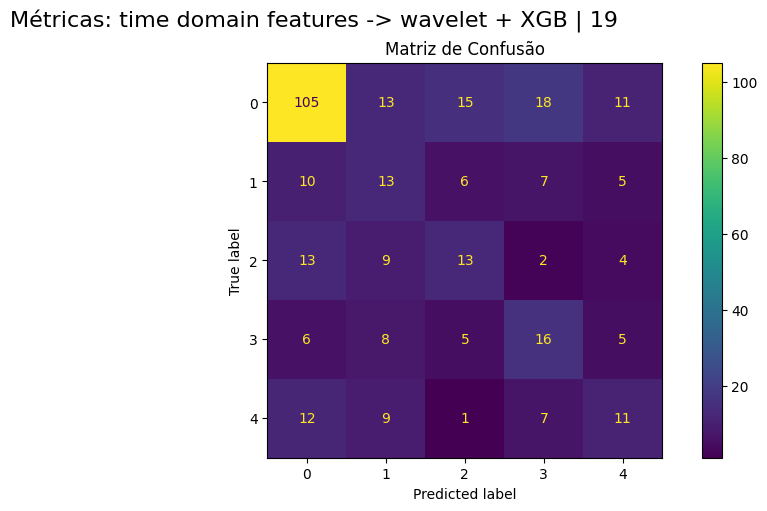 Métricas: time domain features -> wavelet + XGB | 19
Matriz de Confusão
0 105 13 15 18 11
1 10 13 6 7 5
2 13 9 13 2 4
3 6 8 5 16 5
4 12 9 1 7 11
0 1 2 3 4
Predicted label
True label
100
80
60
40
20